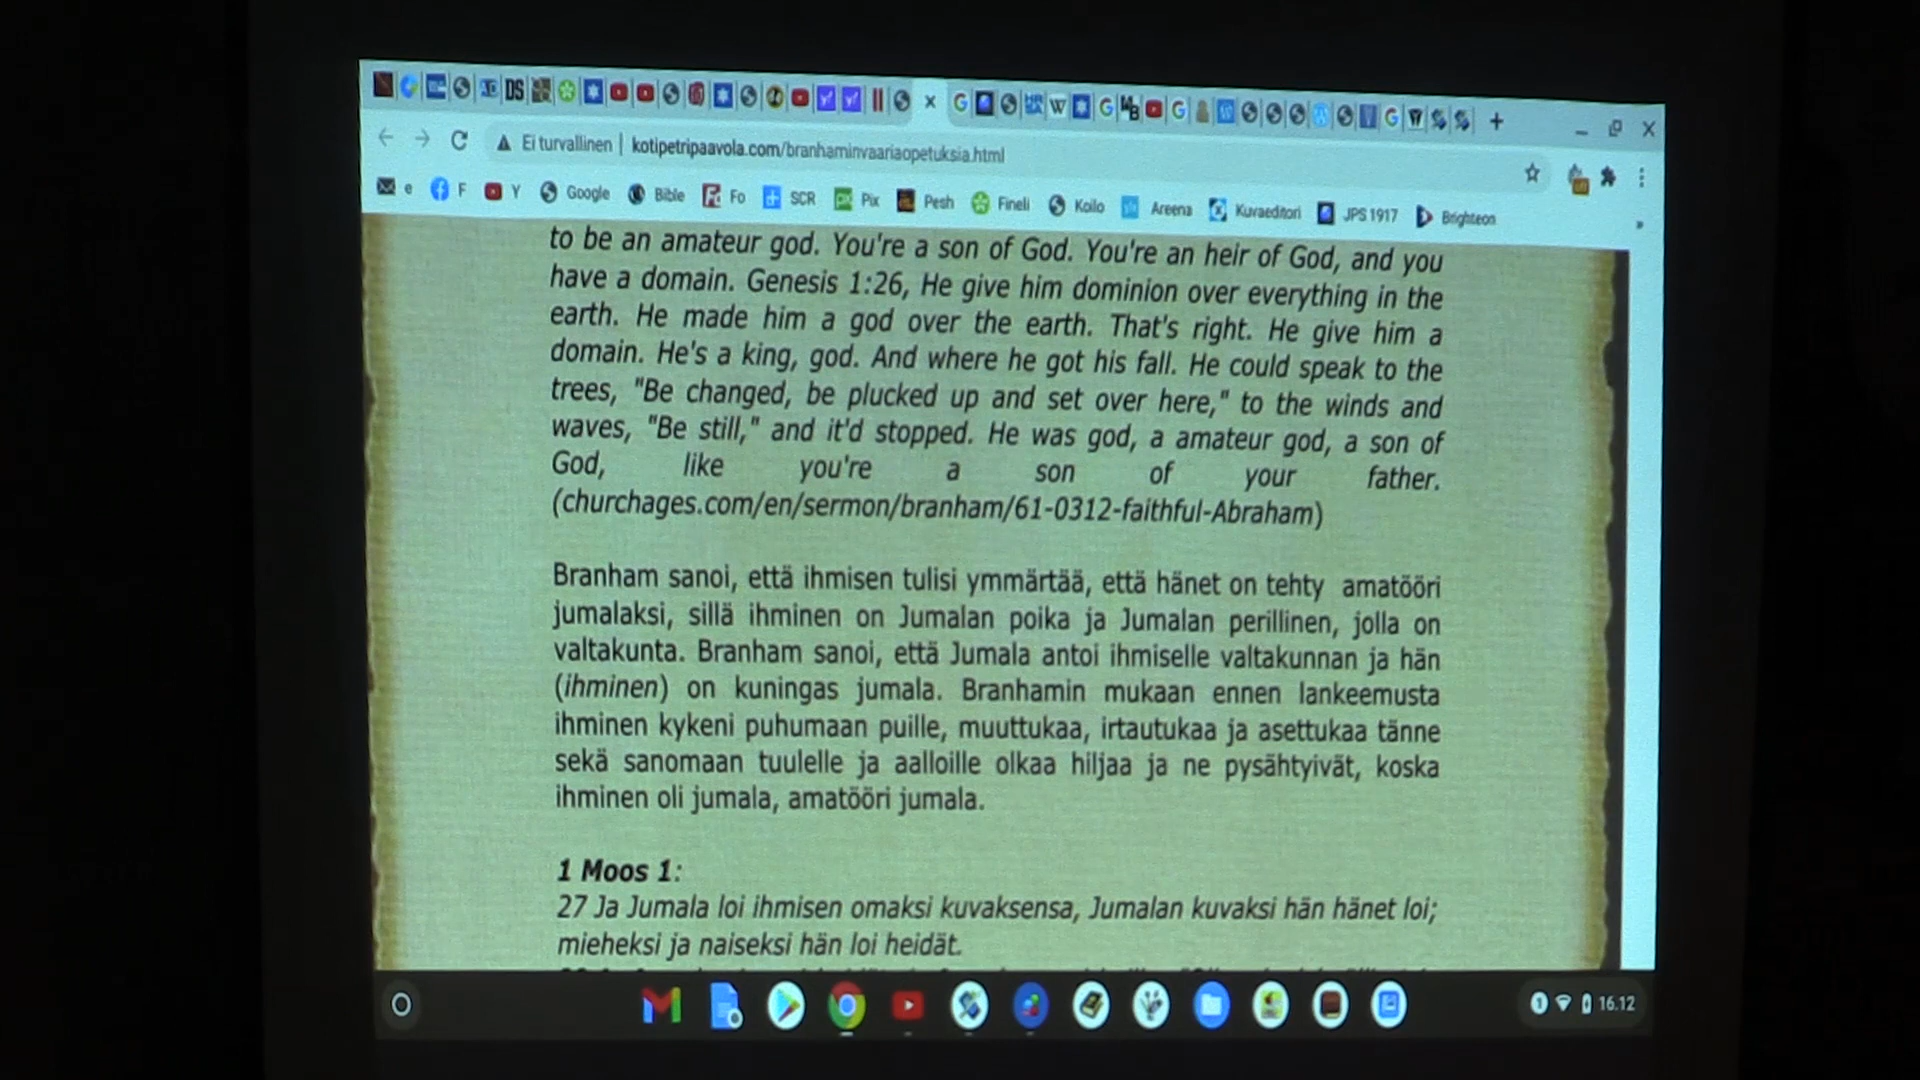 Ei turvallinen | kotipetripaavola.com/branhaminvaariaopetuksia.html
e F Y Google Bible Fo SCR Pix Pesh Fineli Koilo Areena Kuvaeditori JPS 1917 Brighteon »
to be an amateur god. You're a son of God. You're an heir of God, and you
have a domain. Genesis 1:26, He give him dominion over everything in the
earth. He made him a god over the earth. That's right. He give him a
domain. He's a king, god. And where he got his fall. He could speak to the
trees, "Be changed, be plucked up and set over here," to the winds and
waves, "Be still," and it'd stopped. He was god, a amateur god, a son of
God, like you're a son of your father.
(churchages.com/en/sermon/branham/61-0312-faithful-Abraham)
Branham sanoi, että ihmisen tulisi ymmärtää, että hänet on tehty amatööri
jumalaksi, sillä ihminen on Jumalan poika ja Jumalan perillinen, jolla on
valtakunta. Branham sanoi, että Jumala antoi ihmiselle valtakunnan ja hän
(ihminen) on kuningas jumala. Branhamin mukaan ennen lankeemusta
ihminen kykeni puhumaan puille, muuttukaa, irtautukaa ja asettukaa tänne
sekä sanomaan tuulelle ja aalloille olkaa hiljaa ja ne pysähtyivät, koska
ihminen oli jumala, amatööri jumala.
1 Moos 1:
27 Ja Jumala loi ihmisen omaksi kuvaksensa, Jumalan kuvaksi hän hänet loi;
mieheksi ja naiseksi hän loi heidät.
1 16.12